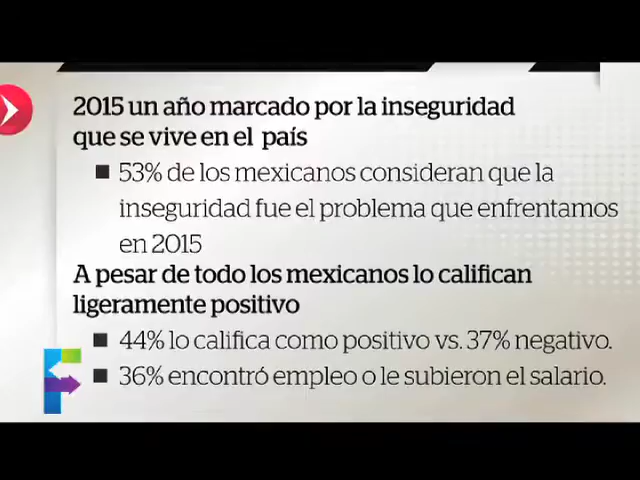 2015 un año marcado por la inseguridad
que se vive en el país
53% de los mexicanos consideran que la
inseguridad fue el problema que enfrentamos
en 2015
A pesar de todo los mexicanos lo califican
ligeramente positivo
44% lo califica como positivo vs. 37% negativo.
36% encontró empleo o le subieron el salario.